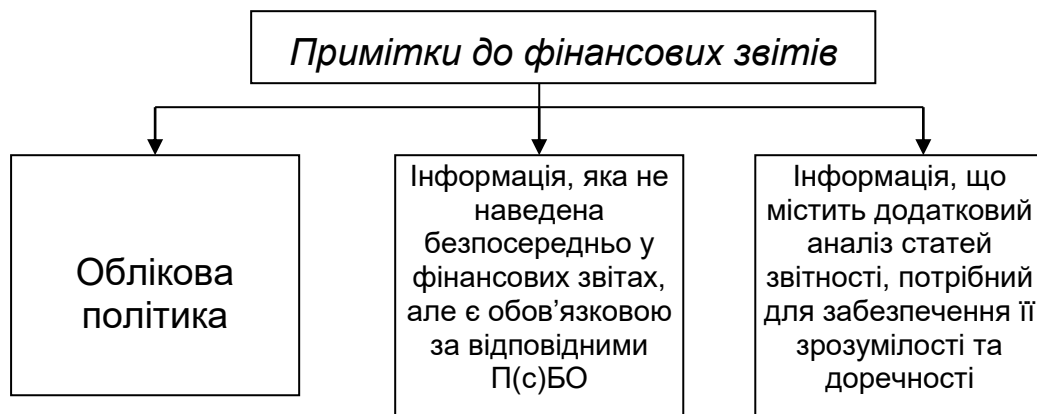 Примітки до фінансових звітів
Облікова
політика
Інформація, яка не
наведена
безпосередньо у
фінансових звітах,
але є обов’язковою
за відповідними
П(с)БО
Інформація, що
містить додатковий
аналіз статей
звітності, потрібний
для забезпечення її
зрозумілості та
доречності